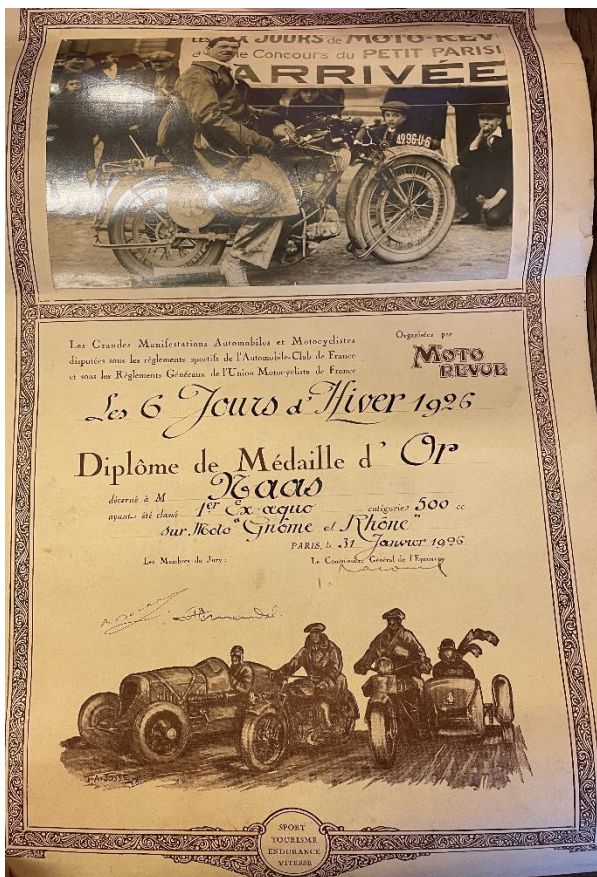 LES SIX JOURS de MOTO-REV
Concours du PETIT PARISI
ARRIVÉE
4296-U-6
Les Grandes Manifestations Automobiles et Motocyclistes
disputées sous les règlements sportifs de l'Automobile-Club de France
et sous les Règlements Généraux de l'Union Motocycliste de France
Organisées par
MOTO
REVUE
Les 6 Jours d'Hiver 1926
Diplôme de Médaille d'Or
décerné à M Naas
ayant été classé 1er Ex-æquo catégorie 500 cc
sur Moto "Gnome et Rhône"
PARIS, le 31 Janvier 1926
Les Membres du Jury :
Le Commissaire Général de l'Epreuve
J.A. JOSSE
SPORT
TOURISME
ENDURANCE
VITESSE